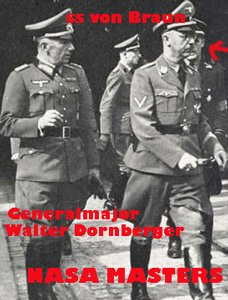 ss von Braun
Generalmajor
Walter Dornberger
NASA MASTERS